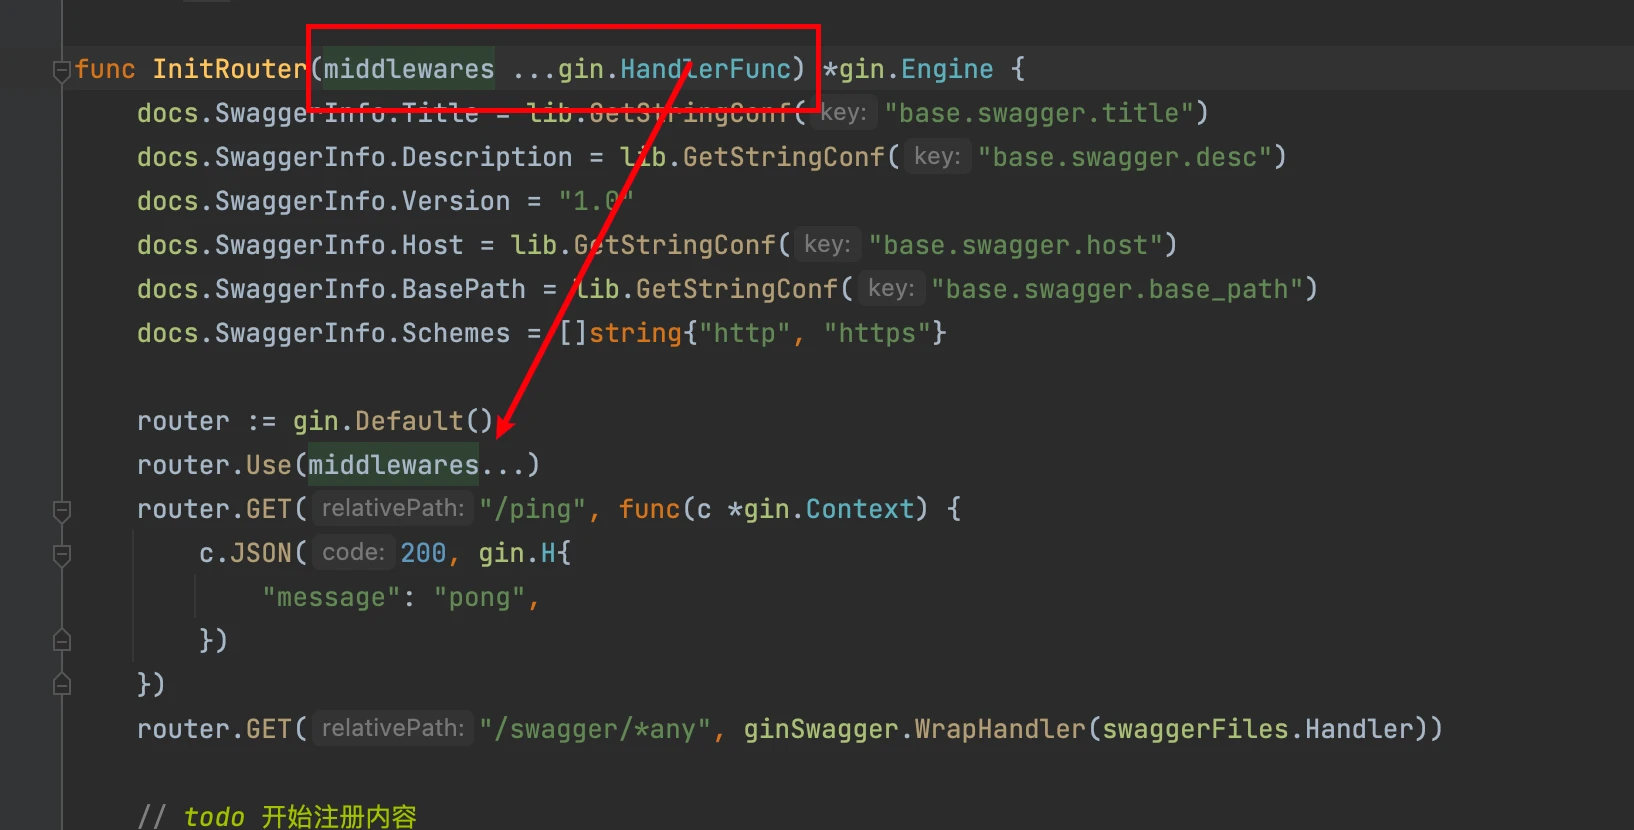 func InitRouter(middlewares ...gin.HandlerFunc) *gin.Engine {
docs.SwaggerInfo.Title = lib.GetStringConf( key: "base.swagger.title")
docs.SwaggerInfo.Description = lib.GetStringConf( key: "base.swagger.desc")
docs.SwaggerInfo.Version = "1.0"
docs.SwaggerInfo.Host = lib.GetStringConf( key: "base.swagger.host")
docs.SwaggerInfo.BasePath = lib.GetStringConf( key: "base.swagger.base_path")
docs.SwaggerInfo.Schemes = []string{"http", "https"}
router := gin.Default()
router.Use(middlewares...)
router.GET( relativePath: "/ping", func(c *gin.Context) {
c.JSON( code: 200, gin.H{
"message": "pong",
})
})
router.GET( relativePath: "/swagger/*any", ginSwagger.WrapHandler(swaggerFiles.Handler))
// todo 开始注册内容